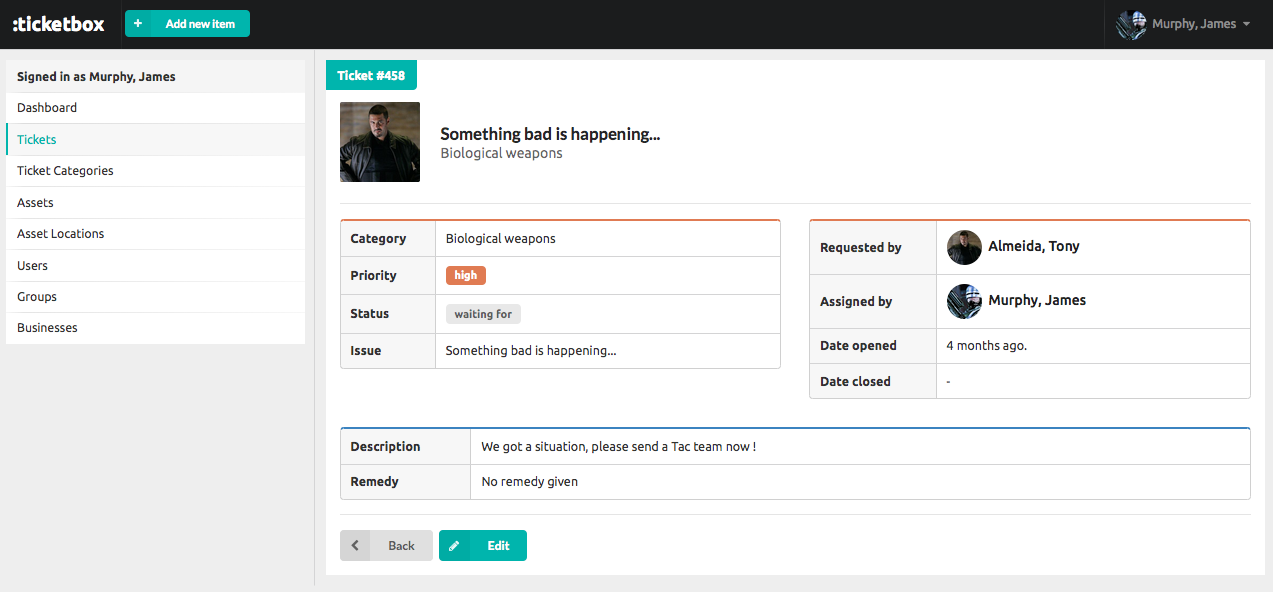 :ticketbox
+ Add new item
Murphy, James
Signed in as Murphy, James
Dashboard
Tickets
Ticket Categories
Assets
Asset Locations
Users
Groups
Businesses
Ticket #458
Something bad is happening...
Biological weapons
Category Biological weapons
Priority high
Status waiting for
Issue Something bad is happening...
Requested by Almeida, Tony
Assigned by Murphy, James
Date opened 4 months ago.
Date closed -
Description We got a situation, please send a Tac team now !
Remedy No remedy given
Back
Edit